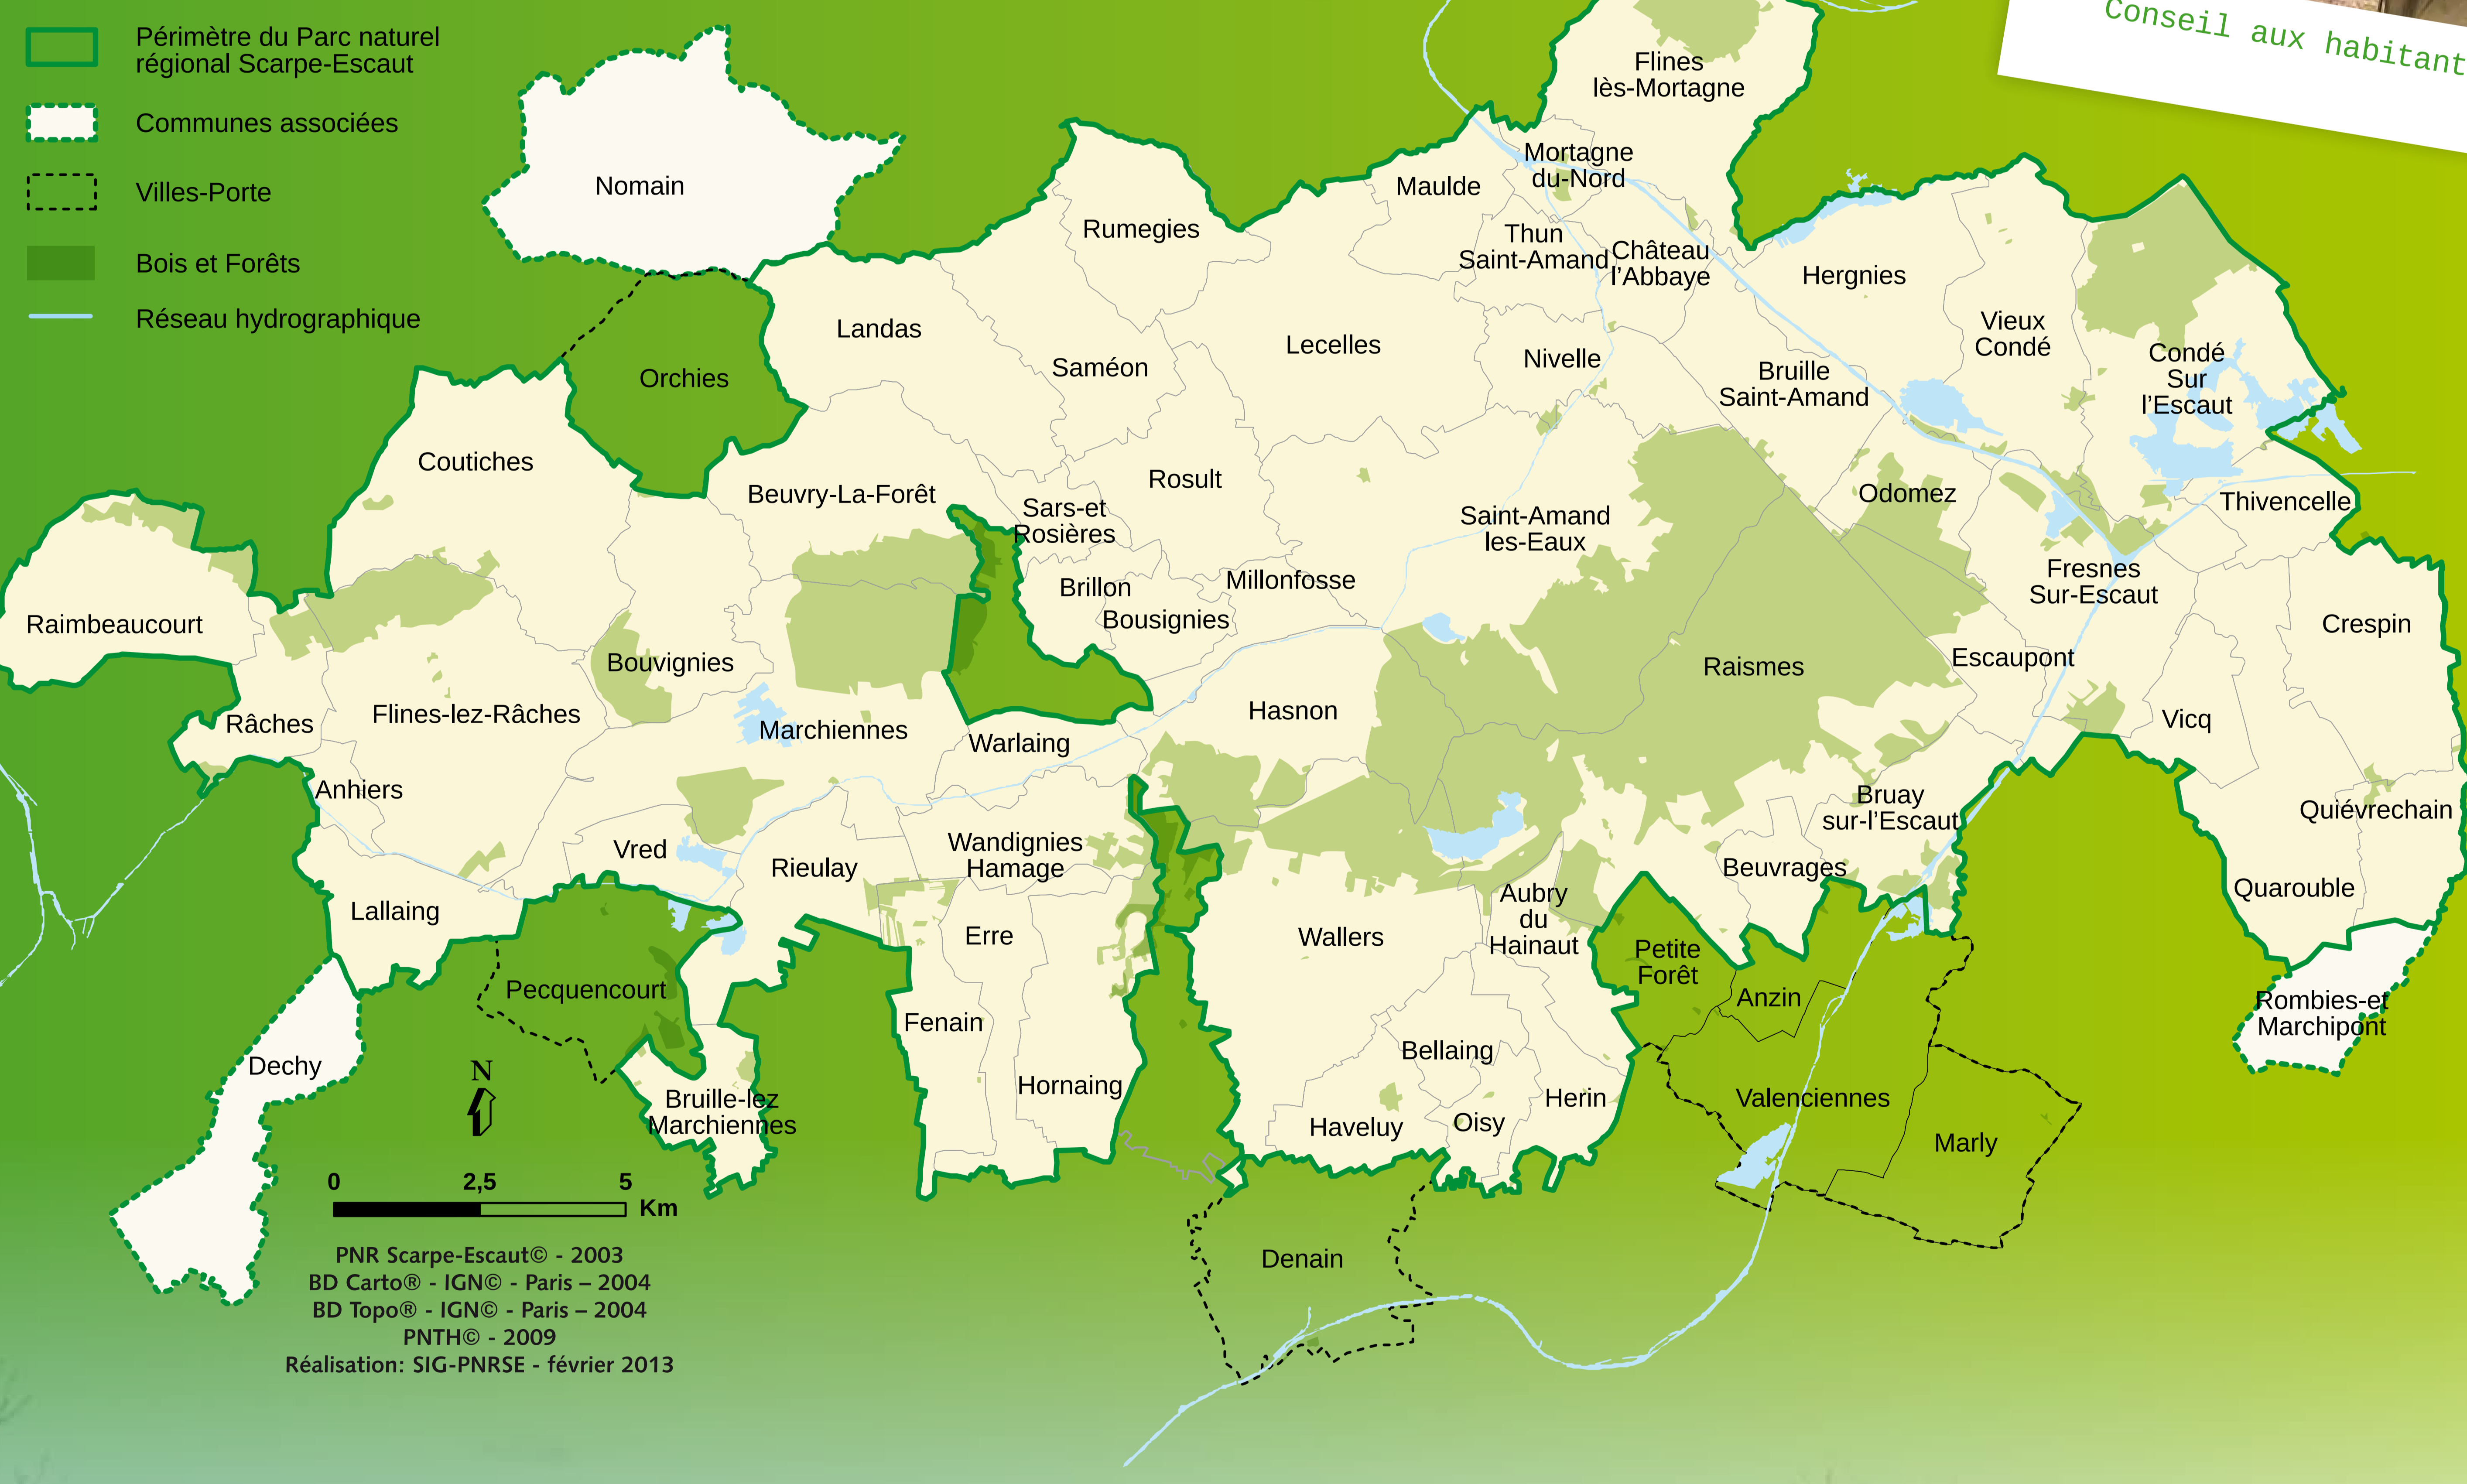 Périmètre du Parc naturel
régional Scarpe-Escaut
Communes associées
Villes-Porte
Bois et Forêts
Réseau hydrographique
Conseil aux habitant
Flines
lès-Mortagne
Mortagne
du-Nord
Maulde
Nomain
Rumegies
Thun
Saint-Amand
Château
l'Abbaye
Hergnies
Landas
Lecelles
Vieux
Condé
Saméon
Nivelle
Condé
Sur
l'Escaut
Orchies
Bruille
Saint-Amand
Coutiches
Beuvry-La-Forêt
Rosult
Odomez
Thivencelle
Sars-et
Rosières
Saint-Amand
les-Eaux
Brillon
Millonfosse
Fresnes
Sur-Escaut
Raimbeaucourt
Bousignies
Crespin
Bouvignies
Raismes
Escaupont
Râches
Flines-lez-Râches
Marchiennes
Warlaing
Hasnon
Vicq
Anhiers
Bruay
sur-l'Escaut
Quiévrechain
Vred
Rieulay
Wandignies
Hamage
Beuvrages
Lallaing
Erre
Wallers
Aubry
du
Hainaut
Quarouble
Petite
Forêt
Pecquencourt
Anzin
Rombies-et
Marchipont
Fenain
Dechy
Bellaing
Hornaing
Bruille-lez
Marchiennes
Haveluy
Oisy
Herin
Valenciennes
Marly
Denain
N
0 2,5 5
Km
PNR Scarpe-Escaut© - 2003
BD Carto® - IGN© - Paris – 2004
BD Topo® - IGN© - Paris – 2004
PNTH© - 2009
Réalisation: SIG-PNRSE - février 2013